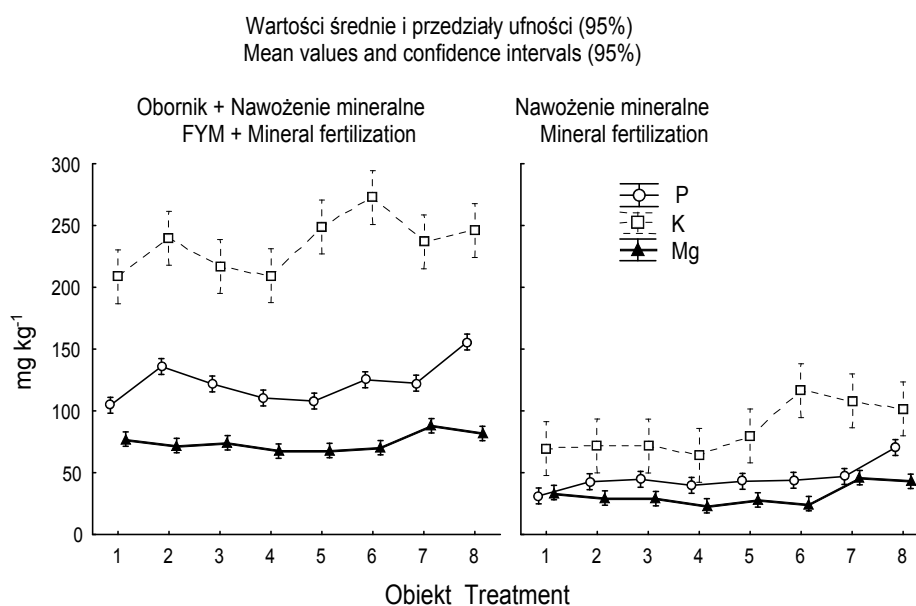 Wartości średnie i przedziały ufności (95%)
Mean values and confidence intervals (95%)
Obornik + Nawożenie mineralne
FYM + Mineral fertilization
Nawożenie mineralne
Mineral fertilization
300
250
200
150
100
50
0
mg kg⁻¹
P
K
Mg
1 2 3 4 5 6 7 8
1 2 3 4 5 6 7 8
Obiekt Treatment